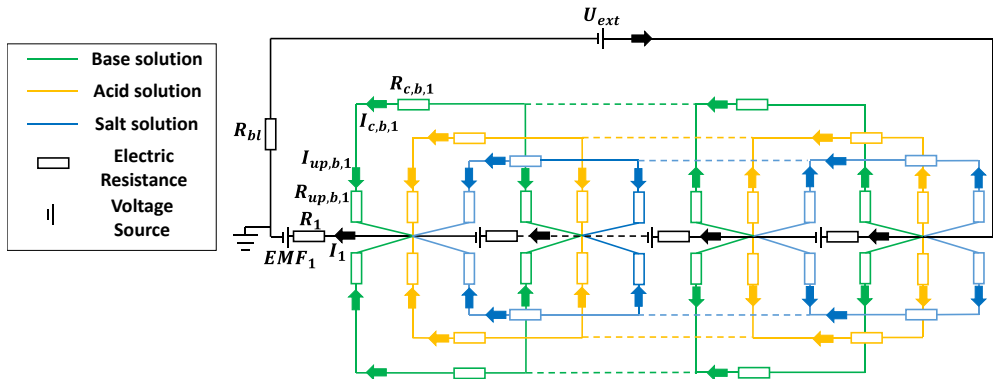 U_ext
Base solution
Acid solution
Salt solution
Electric
Resistance
Voltage
Source
R_bl
R_c,b,1
I_c,b,1
I_up,b,1
R_up,b,1
R_1
I_1
EMF_1